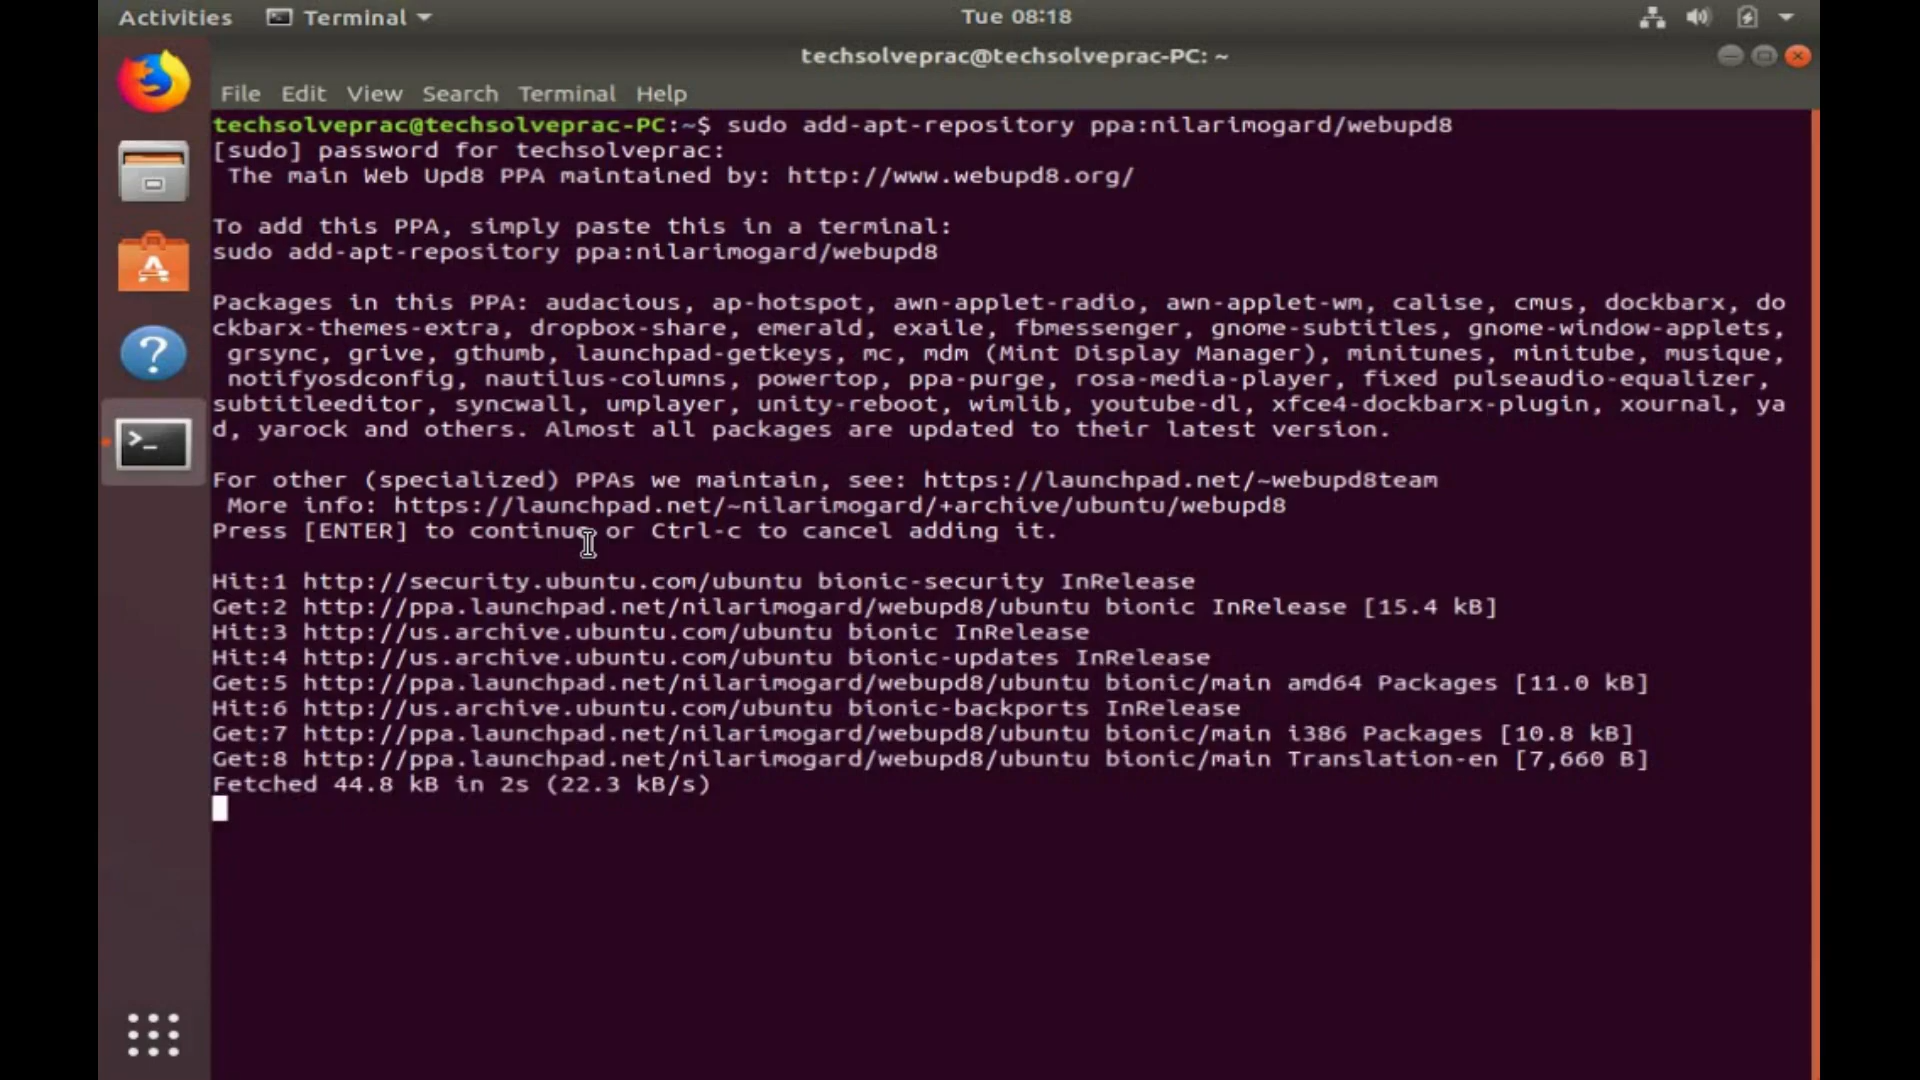 Activities Terminal Tue 08:18
techsolveprac@techsolveprac-PC: ~
File Edit View Search Terminal Help
techsolveprac@techsolveprac-PC:~$ sudo add-apt-repository ppa:nilarimogard/webupd8
[sudo] password for techsolveprac:
 The main Web Upd8 PPA maintained by: http://www.webupd8.org/
To add this PPA, simply paste this in a terminal:
sudo add-apt-repository ppa:nilarimogard/webupd8
Packages in this PPA: audacious, ap-hotspot, awn-applet-radio, awn-applet-wm, calise, cmus, dockbarx, do
ckbarx-themes-extra, dropbox-share, emerald, exaile, fbmessenger, gnome-subtitles, gnome-window-applets,
 grsync, grive, gthumb, launchpad-getkeys, mc, mdm (Mint Display Manager), minitunes, minitube, musique,
 notifyosdconfig, nautilus-columns, powertop, ppa-purge, rosa-media-player, fixed pulseaudio-equalizer,
subtitleeditor, syncwall, umplayer, unity-reboot, wimlib, youtube-dl, xfce4-dockbarx-plugin, xournal, ya
d, yarock and others. Almost all packages are updated to their latest version.
For other (specialized) PPAs we maintain, see: https://launchpad.net/~webupd8team
 More info: https://launchpad.net/~nilarimogard/+archive/ubuntu/webupd8
Press [ENTER] to continue or Ctrl-c to cancel adding it.
Hit:1 http://security.ubuntu.com/ubuntu bionic-security InRelease
Get:2 http://ppa.launchpad.net/nilarimogard/webupd8/ubuntu bionic InRelease [15.4 kB]
Hit:3 http://us.archive.ubuntu.com/ubuntu bionic InRelease
Hit:4 http://us.archive.ubuntu.com/ubuntu bionic-updates InRelease
Get:5 http://ppa.launchpad.net/nilarimogard/webupd8/ubuntu bionic/main amd64 Packages [11.0 kB]
Hit:6 http://us.archive.ubuntu.com/ubuntu bionic-backports InRelease
Get:7 http://ppa.launchpad.net/nilarimogard/webupd8/ubuntu bionic/main i386 Packages [10.8 kB]
Get:8 http://ppa.launchpad.net/nilarimogard/webupd8/ubuntu bionic/main Translation-en [7,660 B]
Fetched 44.8 kB in 2s (22.3 kB/s)